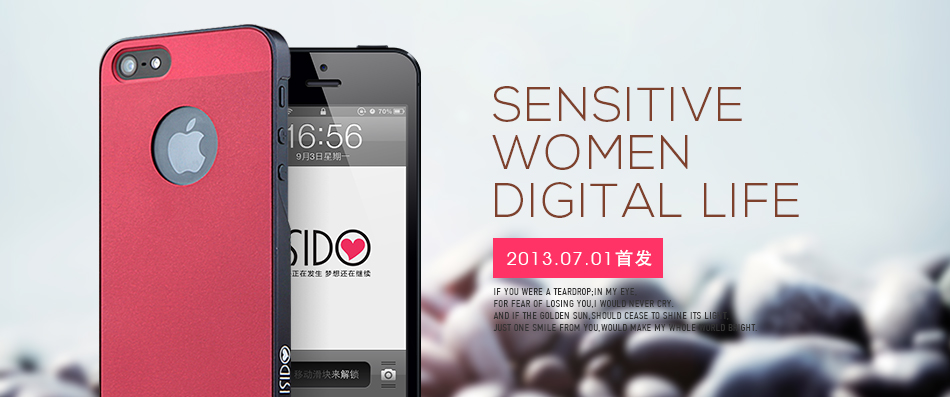 SENSITIVE
WOMEN
DIGITAL LIFE
2013.07.01首发
IF YOU WERE A TEARDROP;IN MY EYE,
FOR FEAR OF LOSING YOU,I WOULD NEVER CRY.
AND IF THE GOLDEN SUN,SHOULD CEASE TO SHINE ITS LIGHT,
JUST ONE SMILE FROM YOU,WOULD MAKE MY WHOLE WORLD BRIGHT.
70%
16:56
9月3日星期一
SIDO
正在发生 梦想还在继续
移动滑块来解锁
ISIDO